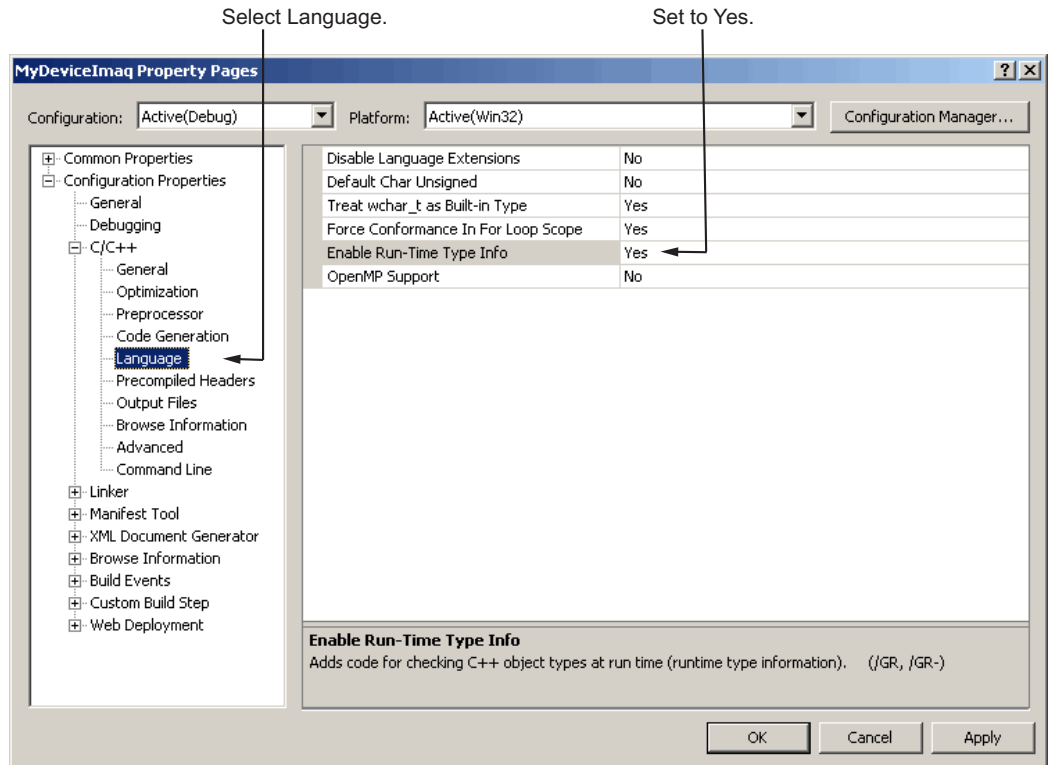 Select Language. Set to Yes.
MyDeviceImaq Property Pages
Configuration: Active(Debug) Platform: Active(Win32) Configuration Manager...
Common Properties
Configuration Properties
General
Debugging
C/C++
General
Optimization
Preprocessor
Code Generation
Language
Precompiled Headers
Output Files
Browse Information
Advanced
Command Line
Linker
Manifest Tool
XML Document Generator
Browse Information
Build Events
Custom Build Step
Web Deployment
Disable Language Extensions No
Default Char Unsigned No
Treat wchar_t as Built-in Type Yes
Force Conformance In For Loop Scope Yes
Enable Run-Time Type Info Yes
OpenMP Support No
Enable Run-Time Type Info
Adds code for checking C++ object types at run time (runtime type information). (/GR, /GR-)
OK Cancel Apply